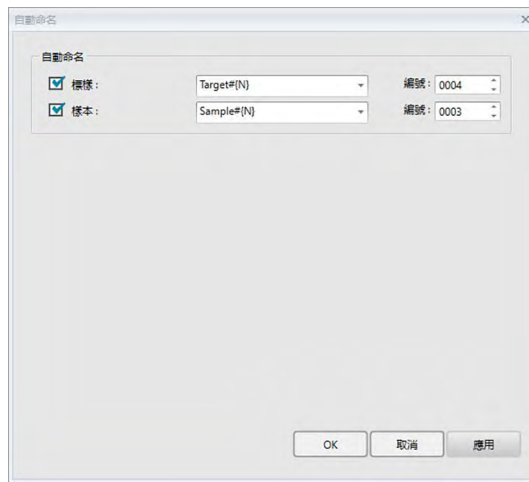 自動命名
自動命名
標樣： Target#{N} 編號： 0004
樣本： Sample#{N} 編號： 0003
OK 取消 應用